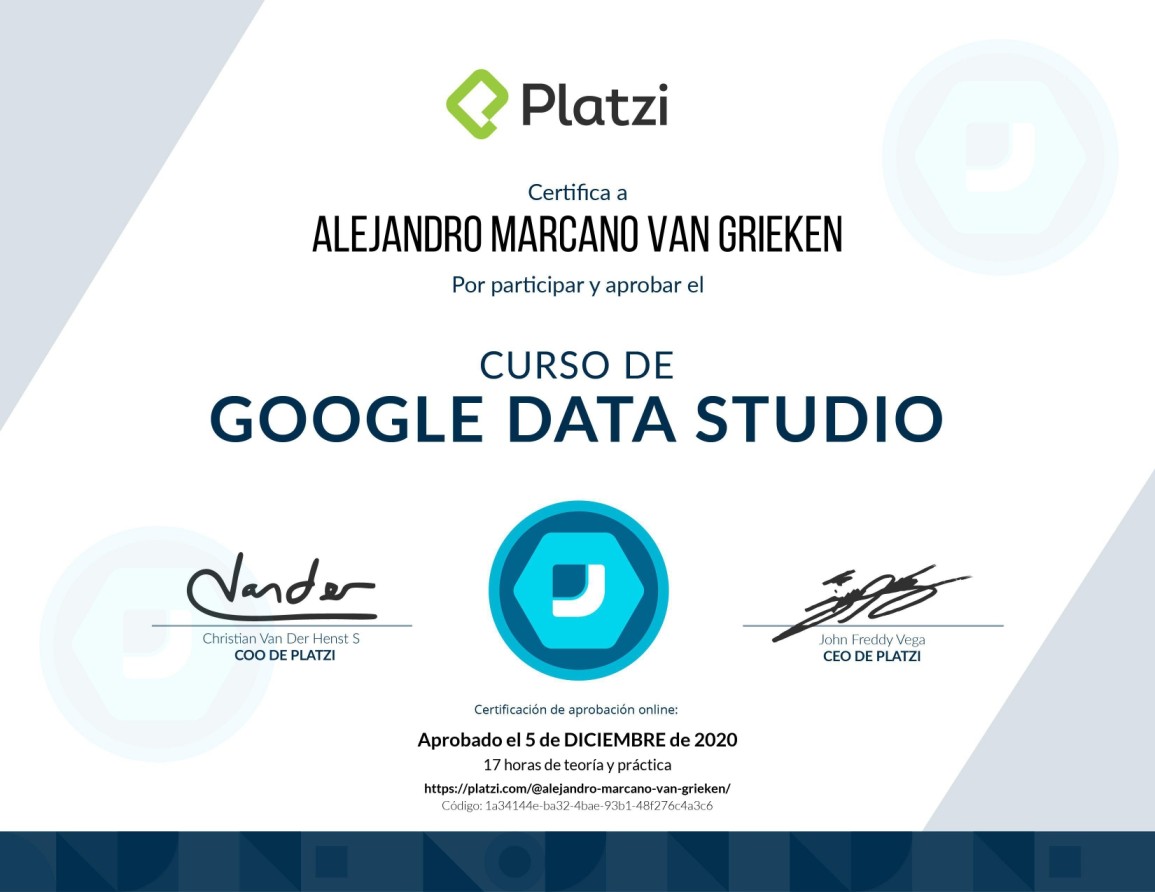 Platzi
Certifica a
ALEJANDRO MARCANO VAN GRIEKEN
Por participar y aprobar el
CURSO DE
GOOGLE DATA STUDIO
Vander
Christian Van Der Henst S
COO DE PLATZI
John Freddy Vega
CEO DE PLATZI
Certificación de aprobación online:
Aprobado el 5 de DICIEMBRE de 2020
17 horas de teoría y práctica
https://platzi.com/@alejandro-marcano-van-grieken/
Código: 1a34144e-ba32-4bae-93b1-48f276c4a3c6